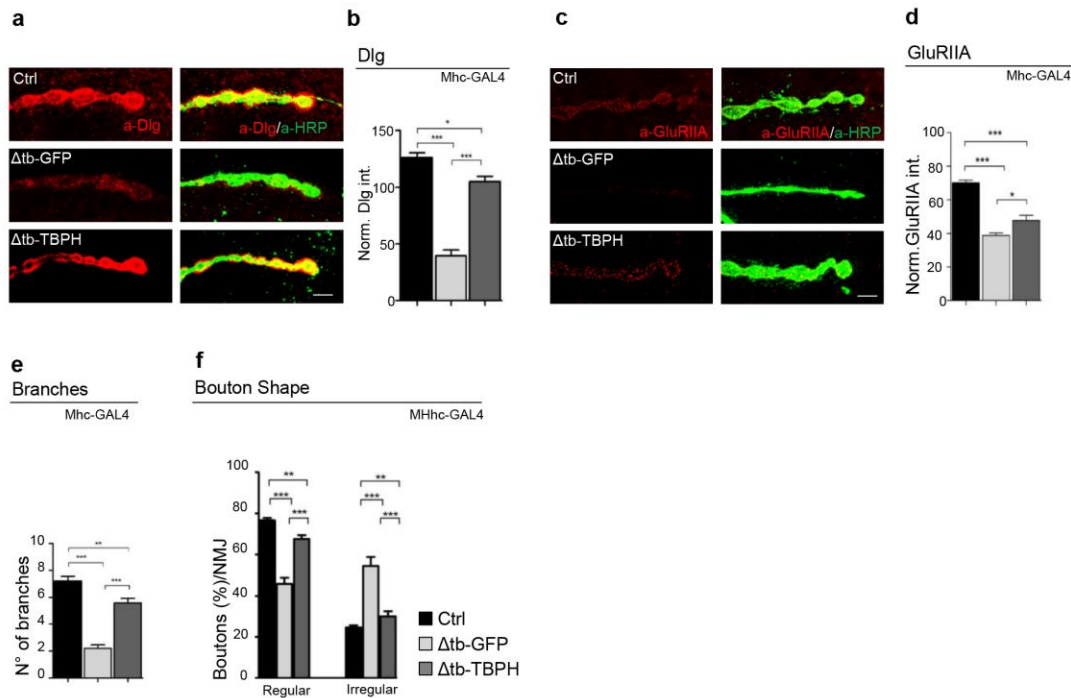 a
Ctrl
a-Dlg
a-Dlg/a-HRP
Δtb-GFP
Δtb-TBPH
b
Dlg
Mhc-GAL4
Norm. Dlg int.
150
100
50
0
*
***
***
c
Ctrl
a-GluRIIA
a-GluRIIA/a-HRP
Δtb-GFP
Δtb-TBPH
d
GluRIIA
Mhc-GAL4
Norm.GluRIIA int.
100
80
60
40
20
0
***
***
*
e
Branches
Mhc-GAL4
N° of branches
10
8
6
4
2
0
**
***
***
f
Bouton Shape
MHhc-GAL4
Boutons (%)/NMJ
100
80
60
40
20
0
**
***
***
**
***
***
Regular
Irregular
Ctrl
Δtb-GFP
Δtb-TBPH